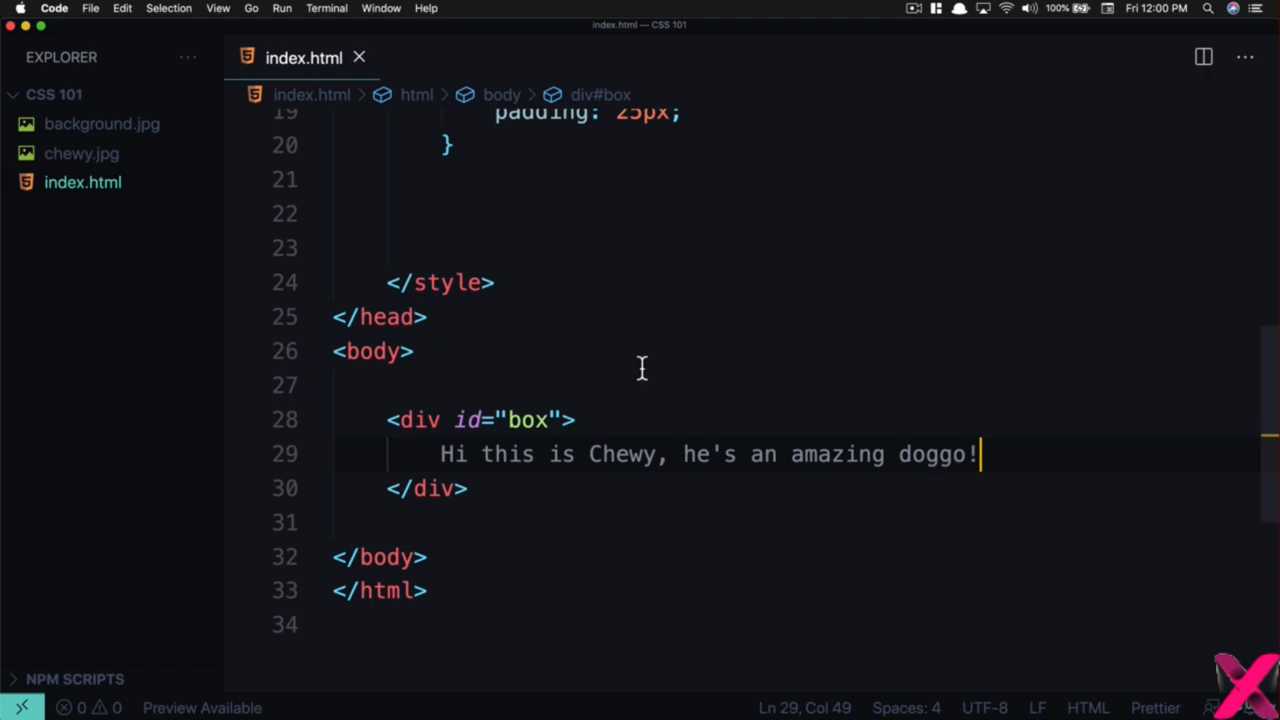 Code File Edit Selection View Go Run Terminal Window Help 100% Fri 12:00 PM
index.html — CSS 101
EXPLORER ··· index.html
CSS 101 index.html > html > body > div#box
background.jpg
chewy.jpg
index.html
19 padding: 25px;
20 }
21
22
23
24 </style>
25 </head>
26 <body>
27
28 <div id="box">
29 Hi this is Chewy, he's an amazing doggo!
30 </div>
31
32 </body>
33 </html>
34
NPM SCRIPTS
0 0 Preview Available Ln 29, Col 49 Spaces: 4 UTF-8 LF HTML Prettier